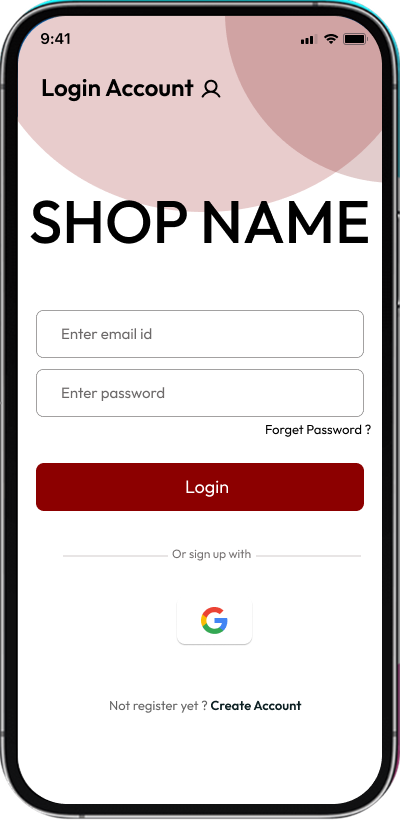 9:41
Login Account
SHOP NAME
Enter email id
Enter password
Forget Password ?
Login
Or sign up with
Not register yet ? Create Account